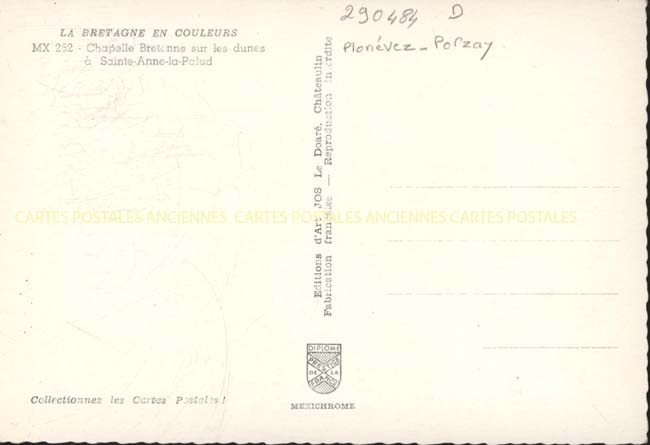 LA BRETAGNE EN COULEURS
MX 252 - Chapelle Bretonne sur les dunes
à Sainte-Anne-la-Palud
290484 D
Plonévez - Porzay
Editions d'Art JOS Le Doaré, Châteaulin
Fabrication française — Reproduction interdite
CARTES POSTALES ANCIENNES CARTES POSTALES ANCIENNES CARTES POSTALES
DIPLOME
PRESTIGE
DE LA
FRANCE
MEXICHROME
Collectionnez les Cartes Postales !